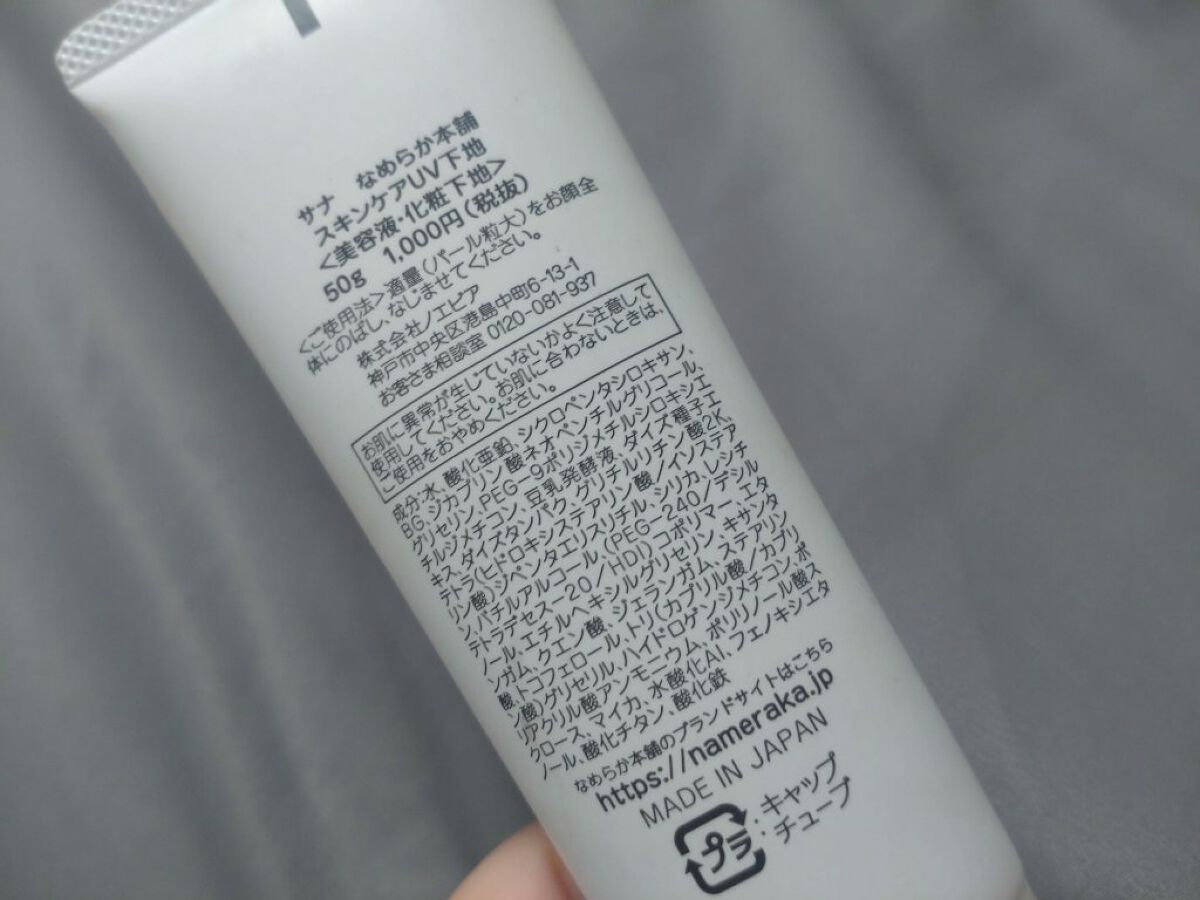 サナ なめらか本舗
スキンケアUV下地
<美容液・化粧下地>
50g 1,000円(税抜)
<ご使用法>適量(パール粒大)をお顔全
体にのばし、なじませてください。
株式会社ノエビア
神戸市中央区港島中町6-13-1
お客さま相談室 0120-081-937
お肌に異常が生じていないかよく注意して
使用してください。お肌に合わないときは、
ご使用をおやめください。
成分:水、酸化亜鉛、シクロペンタシロキサン、
BG、ジカプリン酸ネオペンチルグリコール、
グリセリン、PEG-9ポリジメチルシロキシエ
チルジメチコン、豆乳発酵液、ダイズ種子エ
キス、ダイズタンパク、グリチルリチン酸2K、
テトラ(ヒドロキシステアリン酸/イソステア
リン酸)ジペンタエリスリチル、シリカ、レシチ
ン、バチルアルコール、(PEG-240/デシル
テトラデセス-20/HDI)コポリマー、エタ
ノール、エチルヘキシルグリセリン、キサンタ
ンガム、クエン酸、ジェランガム、ステアリン
酸、トコフェロール、トリ(カプリル酸/カプリ
ン酸)グリセリル、ハイドロゲンジメチコン、ポ
リアクリル酸アンモニウム、ポリリノール酸ス
クロース、マイカ、水酸化Al、フェノキシエタ
ノール、酸化チタン、酸化鉄
なめらか本舗のブランドサイトはこちら
https://nameraka.jp
MADE IN JAPAN
プラ :キャップ
:チューブ